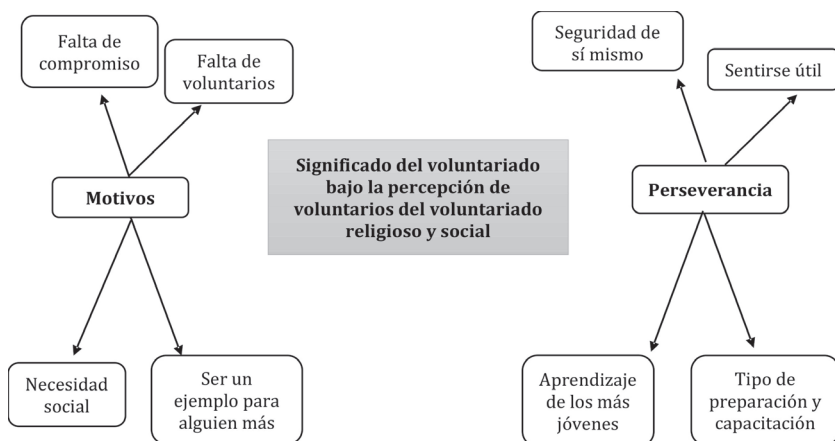 Falta de
compromiso
Falta de
voluntarios
Motivos
Necesidad
social
Ser un
ejemplo para
alguien más
Significado del voluntariado
bajo la percepción de
voluntarios del voluntariado
religioso y social
Seguridad de
sí mismo
Sentirse útil
Perseverancia
Aprendizaje
de los más
jóvenes
Tipo de
preparación y
capacitación